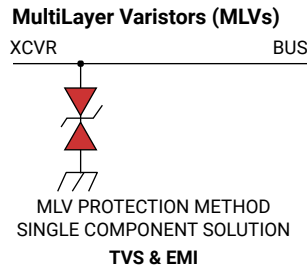 MultiLayer Varistors (MLVs)
XCVR BUS
MLV PROTECTION METHOD
SINGLE COMPONENT SOLUTION
TVS & EMI